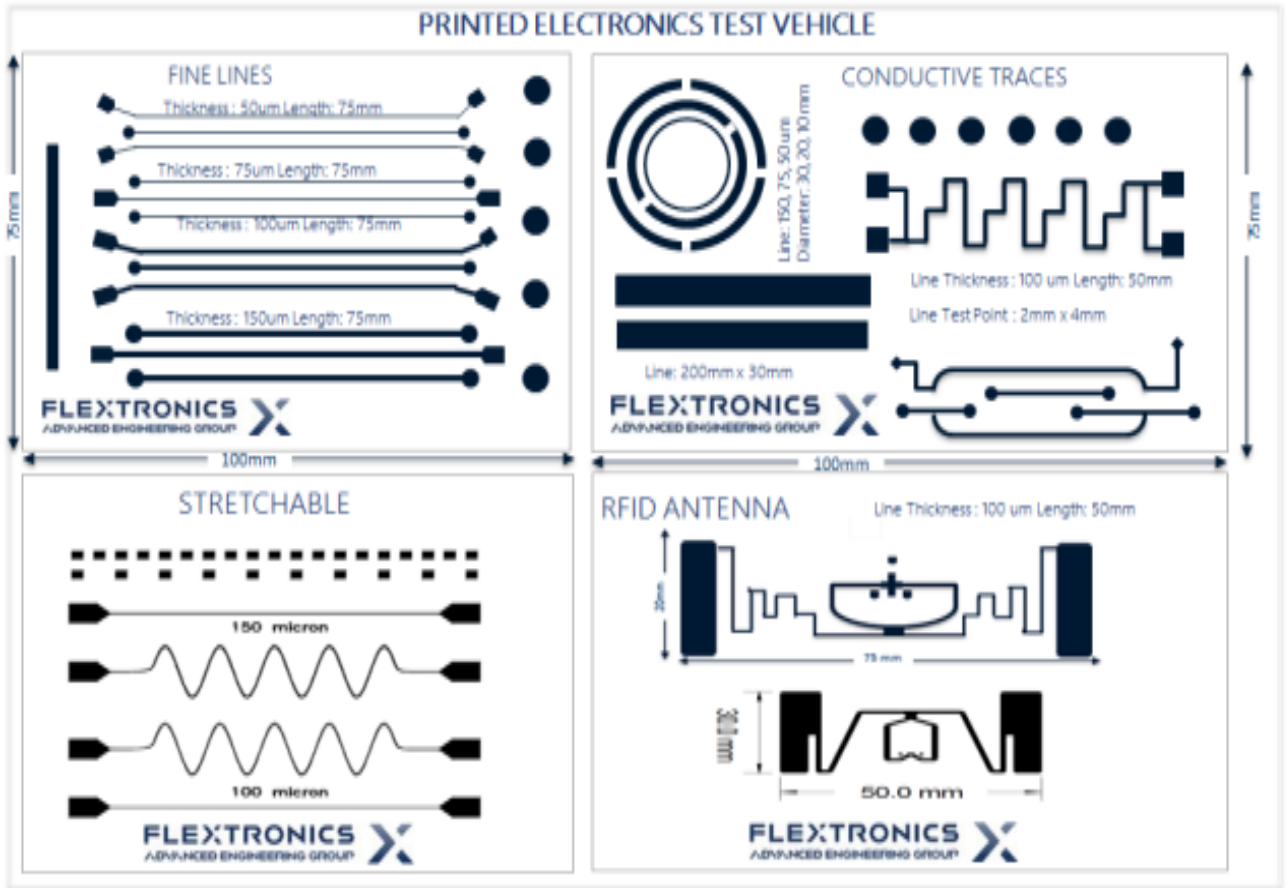 PRINTED ELECTRONICS TEST VEHICLE
FINE LINES
Thickness : 50um Length: 75mm
Thickness : 75um Length: 75mm
Thickness : 100um Length: 75mm
Thickness : 150um Length: 75mm
75mm
FLEXTRONICS
ADVANCED ENGINEERING GROUP
100mm
CONDUCTIVE TRACES
Line: 150, 75, 50 um
Diameter: 30, 20, 10 mm
75mm
Line Thickness : 100 um Length: 50mm
Line Test Point : 2mm x 4mm
Line: 200mm x 30mm
FLEXTRONICS
ADVANCED ENGINEERING GROUP
100mm
STRETCHABLE
150 micron
100 micron
FLEXTRONICS
ADVANCED ENGINEERING GROUP
RFID ANTENNA
Line Thickness : 100 um Length: 50mm
20mm
75 mm
30.0 mm
50.0 mm
FLEXTRONICS
ADVANCED ENGINEERING GROUP